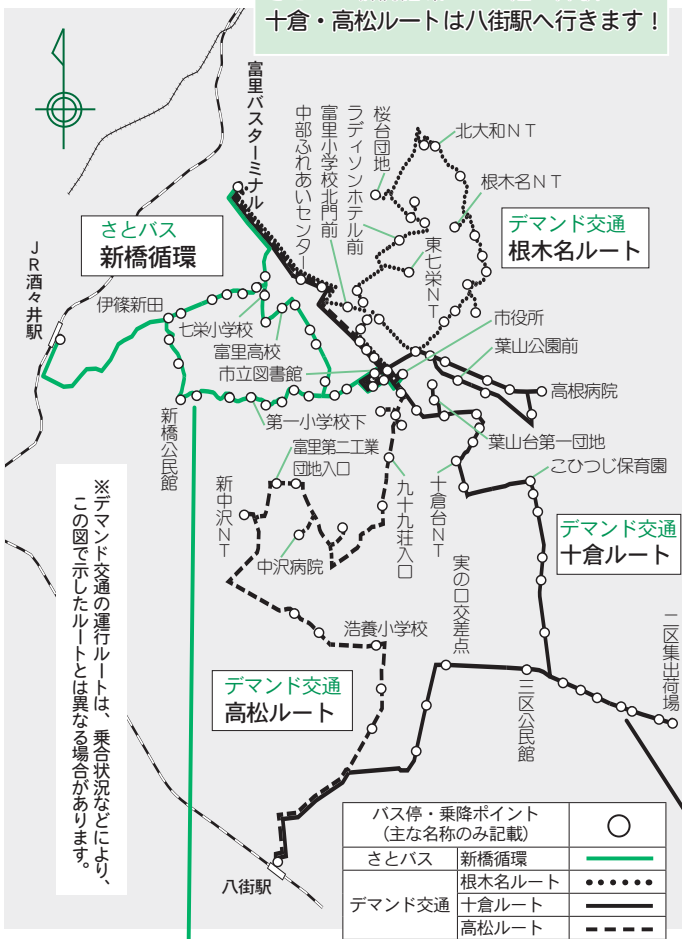 十倉・高松ルートは八街駅へ行きます！
富里バスターミナル
中部ふれあいセンター
富里小学校北門前
ラディソンホテル前
桜台団地
北大和ＮＴ
根木名ＮＴ
デマンド交通
根木名ルート
さとバス
新橋循環
ＪＲ酒々井駅
東七栄ＮＴ
伊篠新田
七栄小学校
富里高校
市立図書館
市役所
葉山公園前
高根病院
新橋公民館
第一小学校下
葉山台第一団地
富里第二工業
団地入口
こひつじ保育園
新中沢ＮＴ
九十九荘入口
十倉台ＮＴ
中沢病院
デマンド交通
十倉ルート
実の口交差点
浩養小学校
二区集出荷場
三区公民館
デマンド交通
高松ルート
※デマンド交通の運行ルートは、乗合状況などにより、
この図で示したルートとは異なる場合があります。
八街駅
バス停・乗降ポイント
（主な名称のみ記載）
さとバス 新橋循環
デマンド交通 根木名ルート
十倉ルート
高松ルート